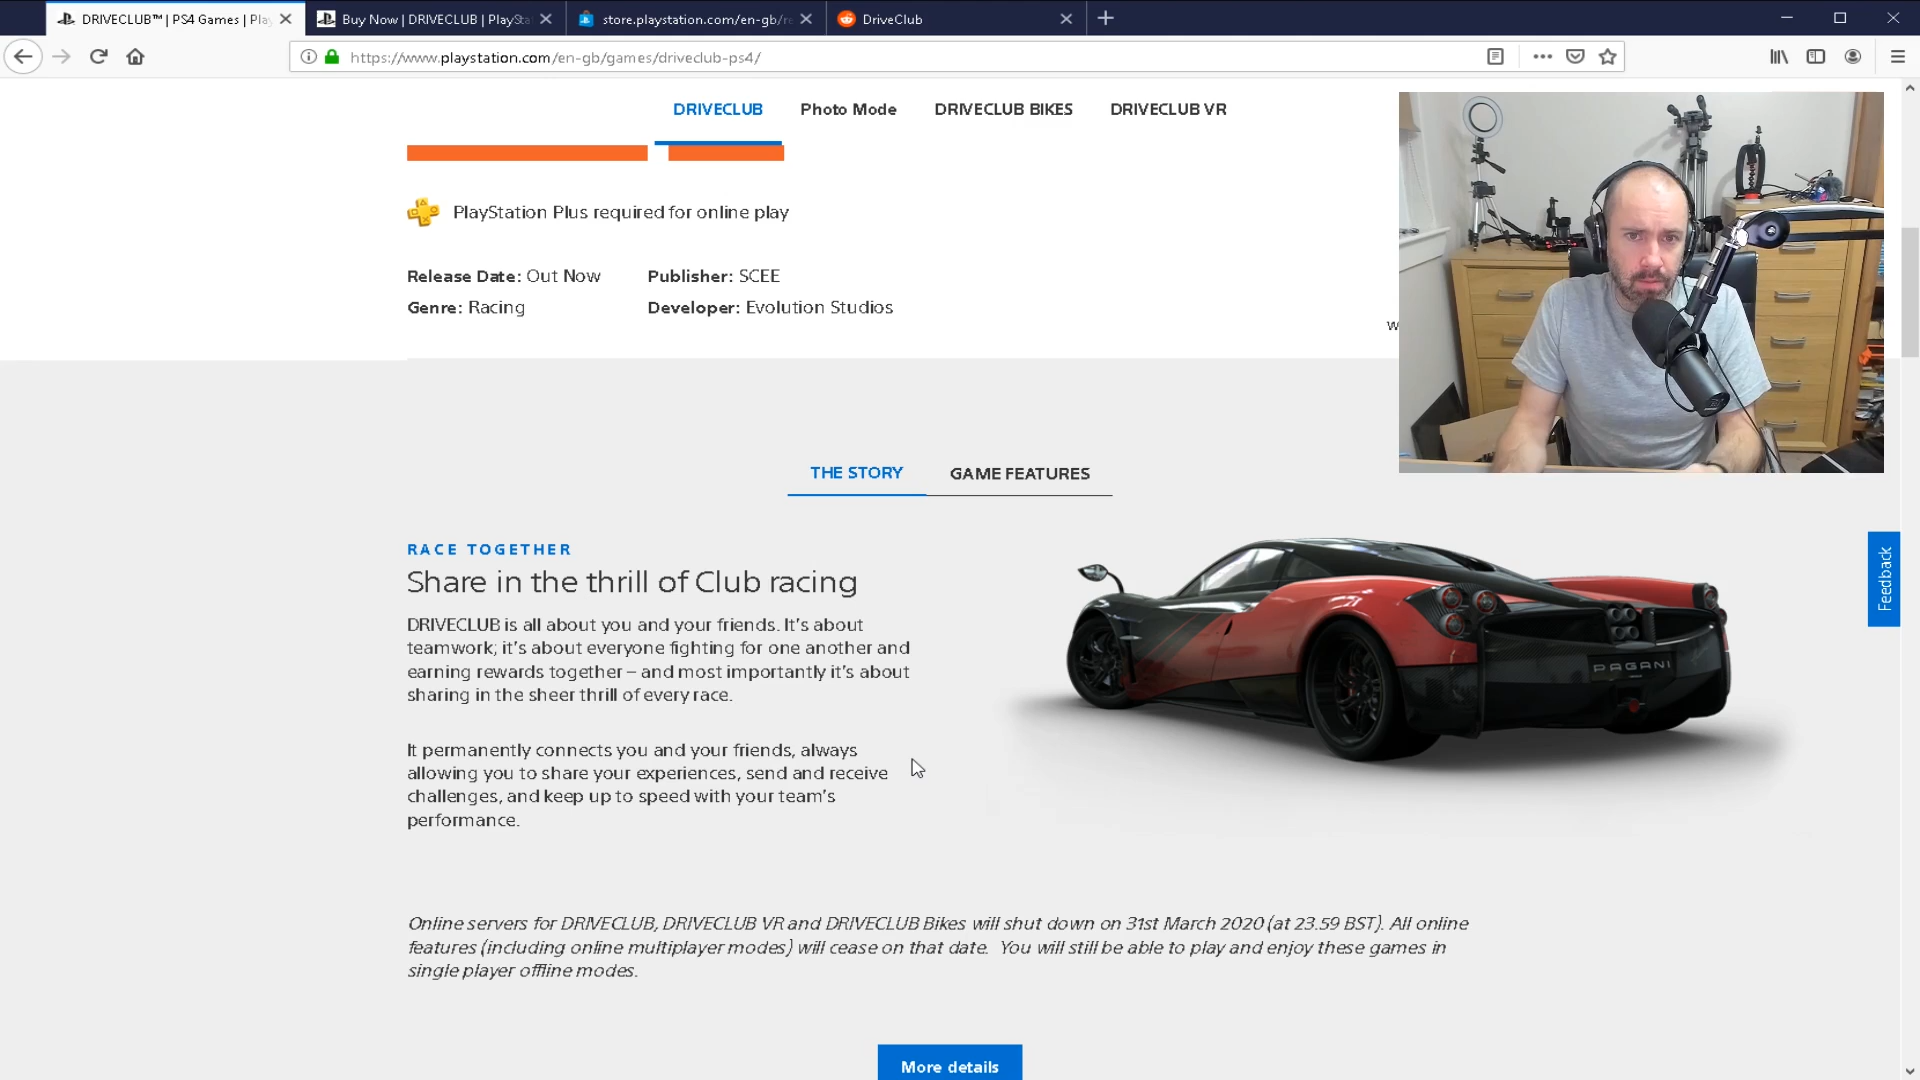 DRIVECLUB™ | PS4 Games | Pla
Buy Now | DRIVECLUB | PlaySta
store.playstation.com/en-gb/re
DriveClub
https://www.playstation.com/en-gb/games/driveclub-ps4/
DRIVECLUB
Photo Mode
DRIVECLUB BIKES
DRIVECLUB VR
PlayStation Plus required for online play
Release Date: Out Now
Publisher: SCEE
Genre: Racing
Developer: Evolution Studios
w
THE STORY
GAME FEATURES
RACE TOGETHER
Share in the thrill of Club racing
DRIVECLUB is all about you and your friends. It's about
teamwork; it's about everyone fighting for one another and
earning rewards together – and most importantly it's about
sharing in the sheer thrill of every race.
It permanently connects you and your friends, always
allowing you to share your experiences, send and receive
challenges, and keep up to speed with your team's
performance.
PAGANI
Feedback
Online servers for DRIVECLUB, DRIVECLUB VR and DRIVECLUB Bikes will shut down on 31st March 2020 (at 23.59 BST). All online
features (including online multiplayer modes) will cease on that date. You will still be able to play and enjoy these games in
single player offline modes.
More details